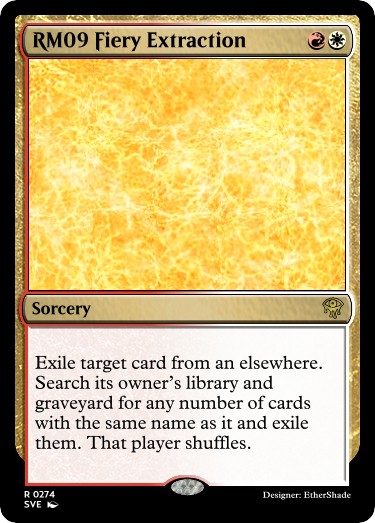 RM09 Fiery Extraction
Sorcery
Exile target card from an elsewhere.
Search its owner's library and
graveyard for any number of cards
with the same name as it and exile
them. That player shuffles.
R 0274
SVE
Designer: EtherShade